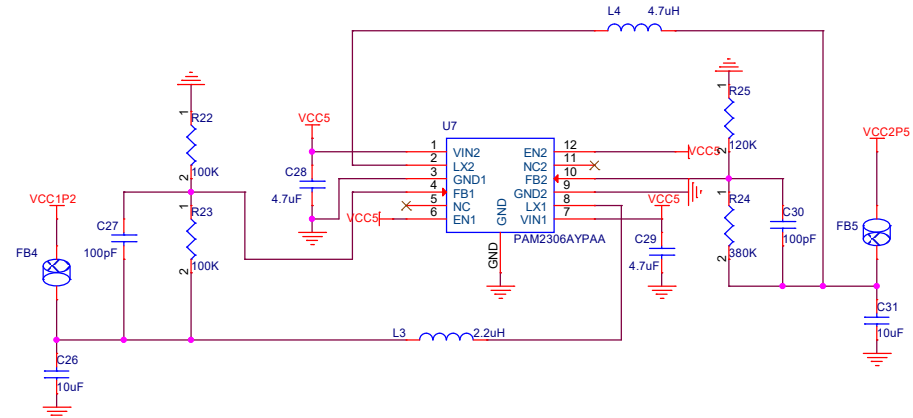 L4 4.7uH
1
R22
2
100K
VCC5
U7
1
R25
2
120K
VCC2P5
1 VIN2
2 LX2
3 GND1
4 FB1
5 NC
6 EN1
12 EN2
11 NC2
10 FB2
9 GND2
8 LX1
7 VIN1
GND
GND
PAM2306AYPAA
VCC5
C28
4.7uF
VCC5
VCC5
VCC1P2
FB4
C27
100pF
1
R23
2
100K
C29
4.7uF
1
R24
2
380K
C30
100pF
FB5
L3 2.2uH
C26
10uF
C31
10uF